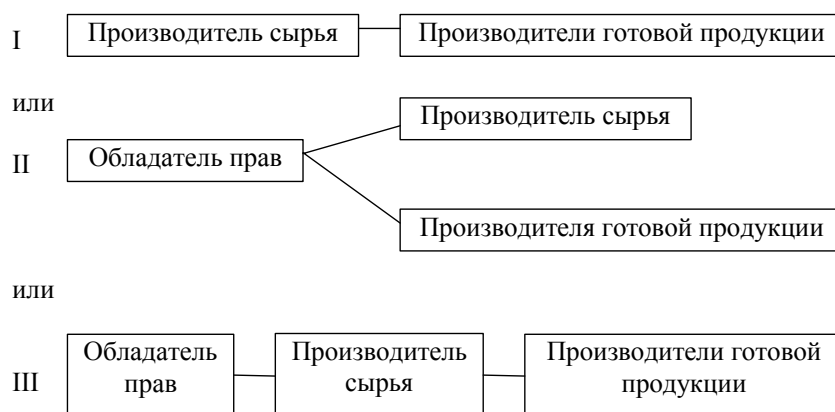 I Производитель сырья Производители готовой продукции
или
Производитель сырья
II Обладатель прав
Производителя готовой продукции
или
III Обладатель Производитель Производители готовой
прав сырья продукции